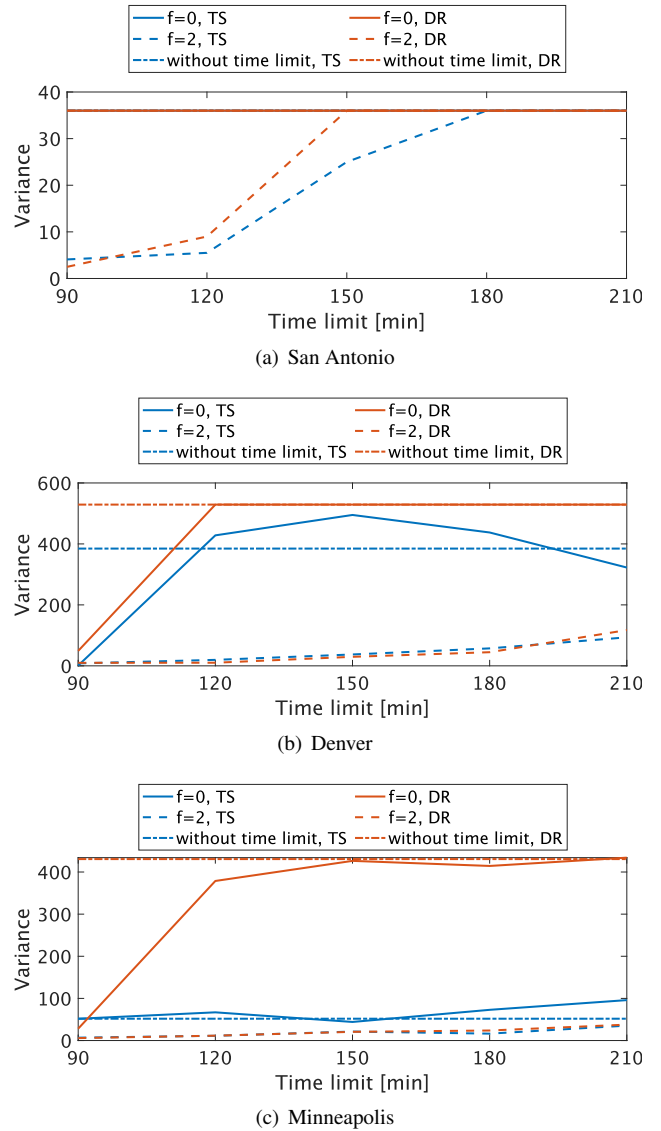 f=0, TS f=0, DR
f=2, TS f=2, DR
without time limit, TS without time limit, DR
40
30
20
10
0
Variance
90 120 150 180 210
Time limit [min]
(a) San Antonio
f=0, TS f=0, DR
f=2, TS f=2, DR
without time limit, TS without time limit, DR
600
400
200
0
Variance
90 120 150 180 210
Time limit [min]
(b) Denver
f=0, TS f=0, DR
f=2, TS f=2, DR
without time limit, TS without time limit, DR
400
300
200
100
0
Variance
90 120 150 180 210
Time limit [min]
(c) Minneapolis